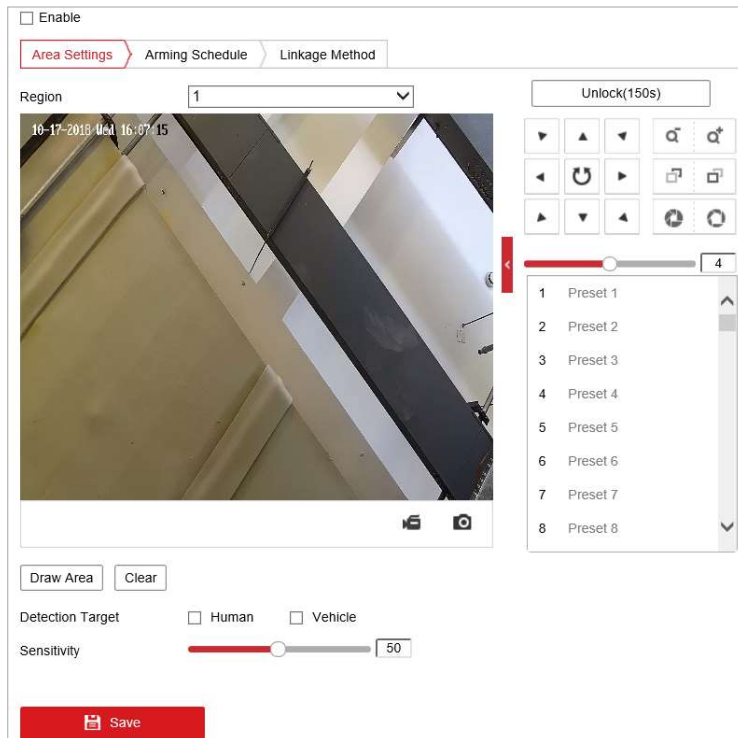 Enable
Area Settings Arming Schedule Linkage Method
Region 1
Unlock(150s)
10-17-2018 Wed 16:07:15
4
1 Preset 1
2 Preset 2
3 Preset 3
4 Preset 4
5 Preset 5
6 Preset 6
7 Preset 7
8 Preset 8
Draw Area Clear
Detection Target Human Vehicle
Sensitivity 50
Save